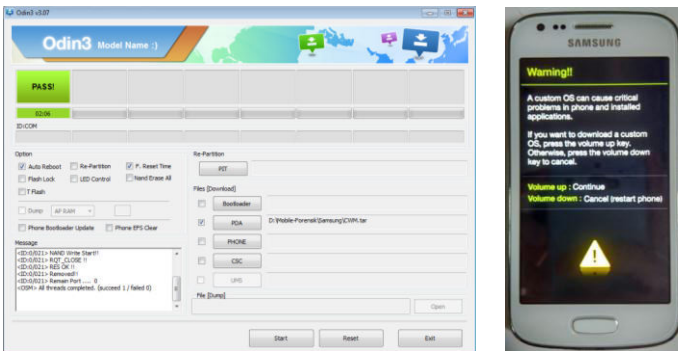 Odin3 v3.07
Odin3 Model Name :)
PASS!
02:06
ID:COM
Option
Auto Reboot
Re-Partition
F. Reset Time
Flash Lock
LED Control
Nand Erase All
T Flash
Dump
AP RAM
Phone Bootloader Update
Phone EFS Clear
Message
<ID:0/021> NAND Write Start!!
<ID:0/021> RQT_CLOSE !!
<ID:0/021> RES OK !!
<ID:0/021> Removed!!
<ID:0/021> Remain Port .... 0
<OSM> All threads completed. (succeed 1 / failed 0)
Re-Partition
PIT
Files [Download]
Bootloader
PDA
D:\Mobile-Forensik\Samsung\CWM.tar
PHONE
CSC
UMS
File [Dump]
Open
Start
Reset
Exit
SAMSUNG
Warning!!
A custom OS can cause critical
problems in phone and installed
applications.
If you want to download a custom
OS, press the volume up key.
Otherwise, press the volume down
key to cancel.
Volume up : Continue
Volume down : Cancel (restart phone)